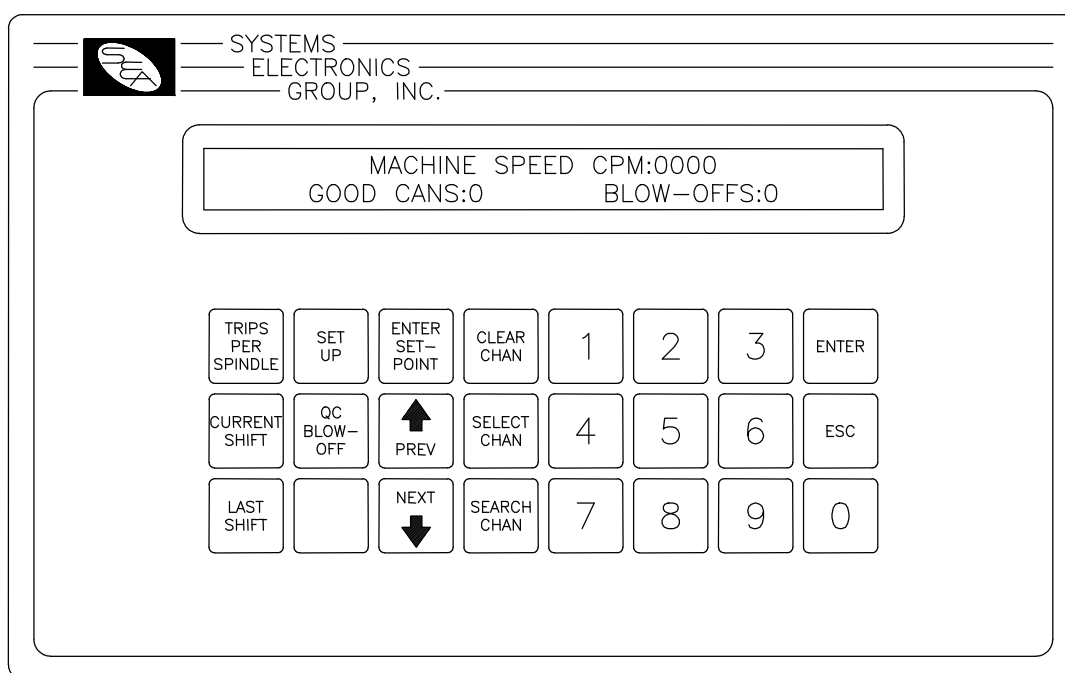 SYSTEMS
ELECTRONICS
GROUP, INC.
MACHINE SPEED CPM:0000
GOOD CANS:0 BLOW-OFFS:0
TRIPS PER SPINDLE
SET UP
ENTER SET-POINT
CLEAR CHAN
1
2
3
ENTER
CURRENT SHIFT
QC BLOW-OFF
PREV
SELECT CHAN
4
5
6
ESC
LAST SHIFT
NEXT
SEARCH CHAN
7
8
9
0